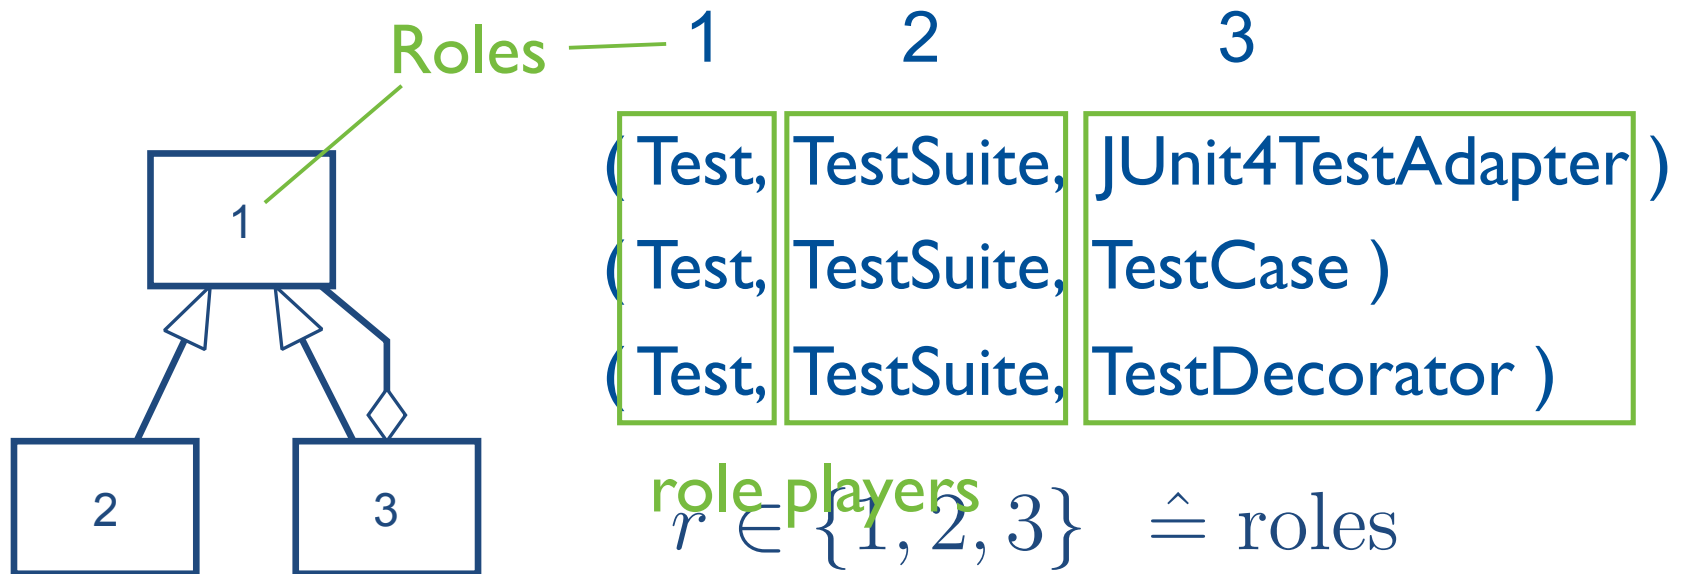 Roles 1 2 3
1
2 3
( Test, TestSuite, JUnit4TestAdapter )
( Test, TestSuite, TestCase )
( Test, TestSuite, TestDecorator )
role players
r ∈ {1, 2, 3} ≙ roles